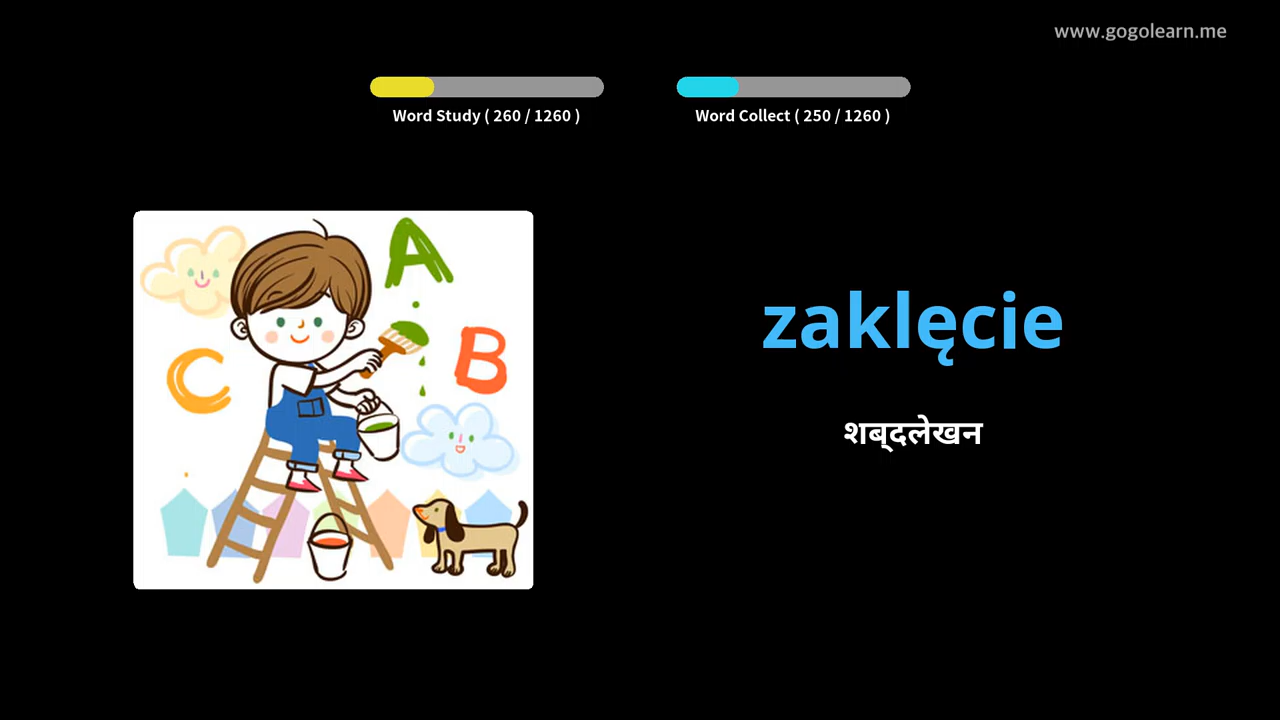 www.gogolearn.me
Word Study ( 260 / 1260 )
Word Collect ( 250 / 1260 )
A
B
C
zaklęcie
शब्दलेखन